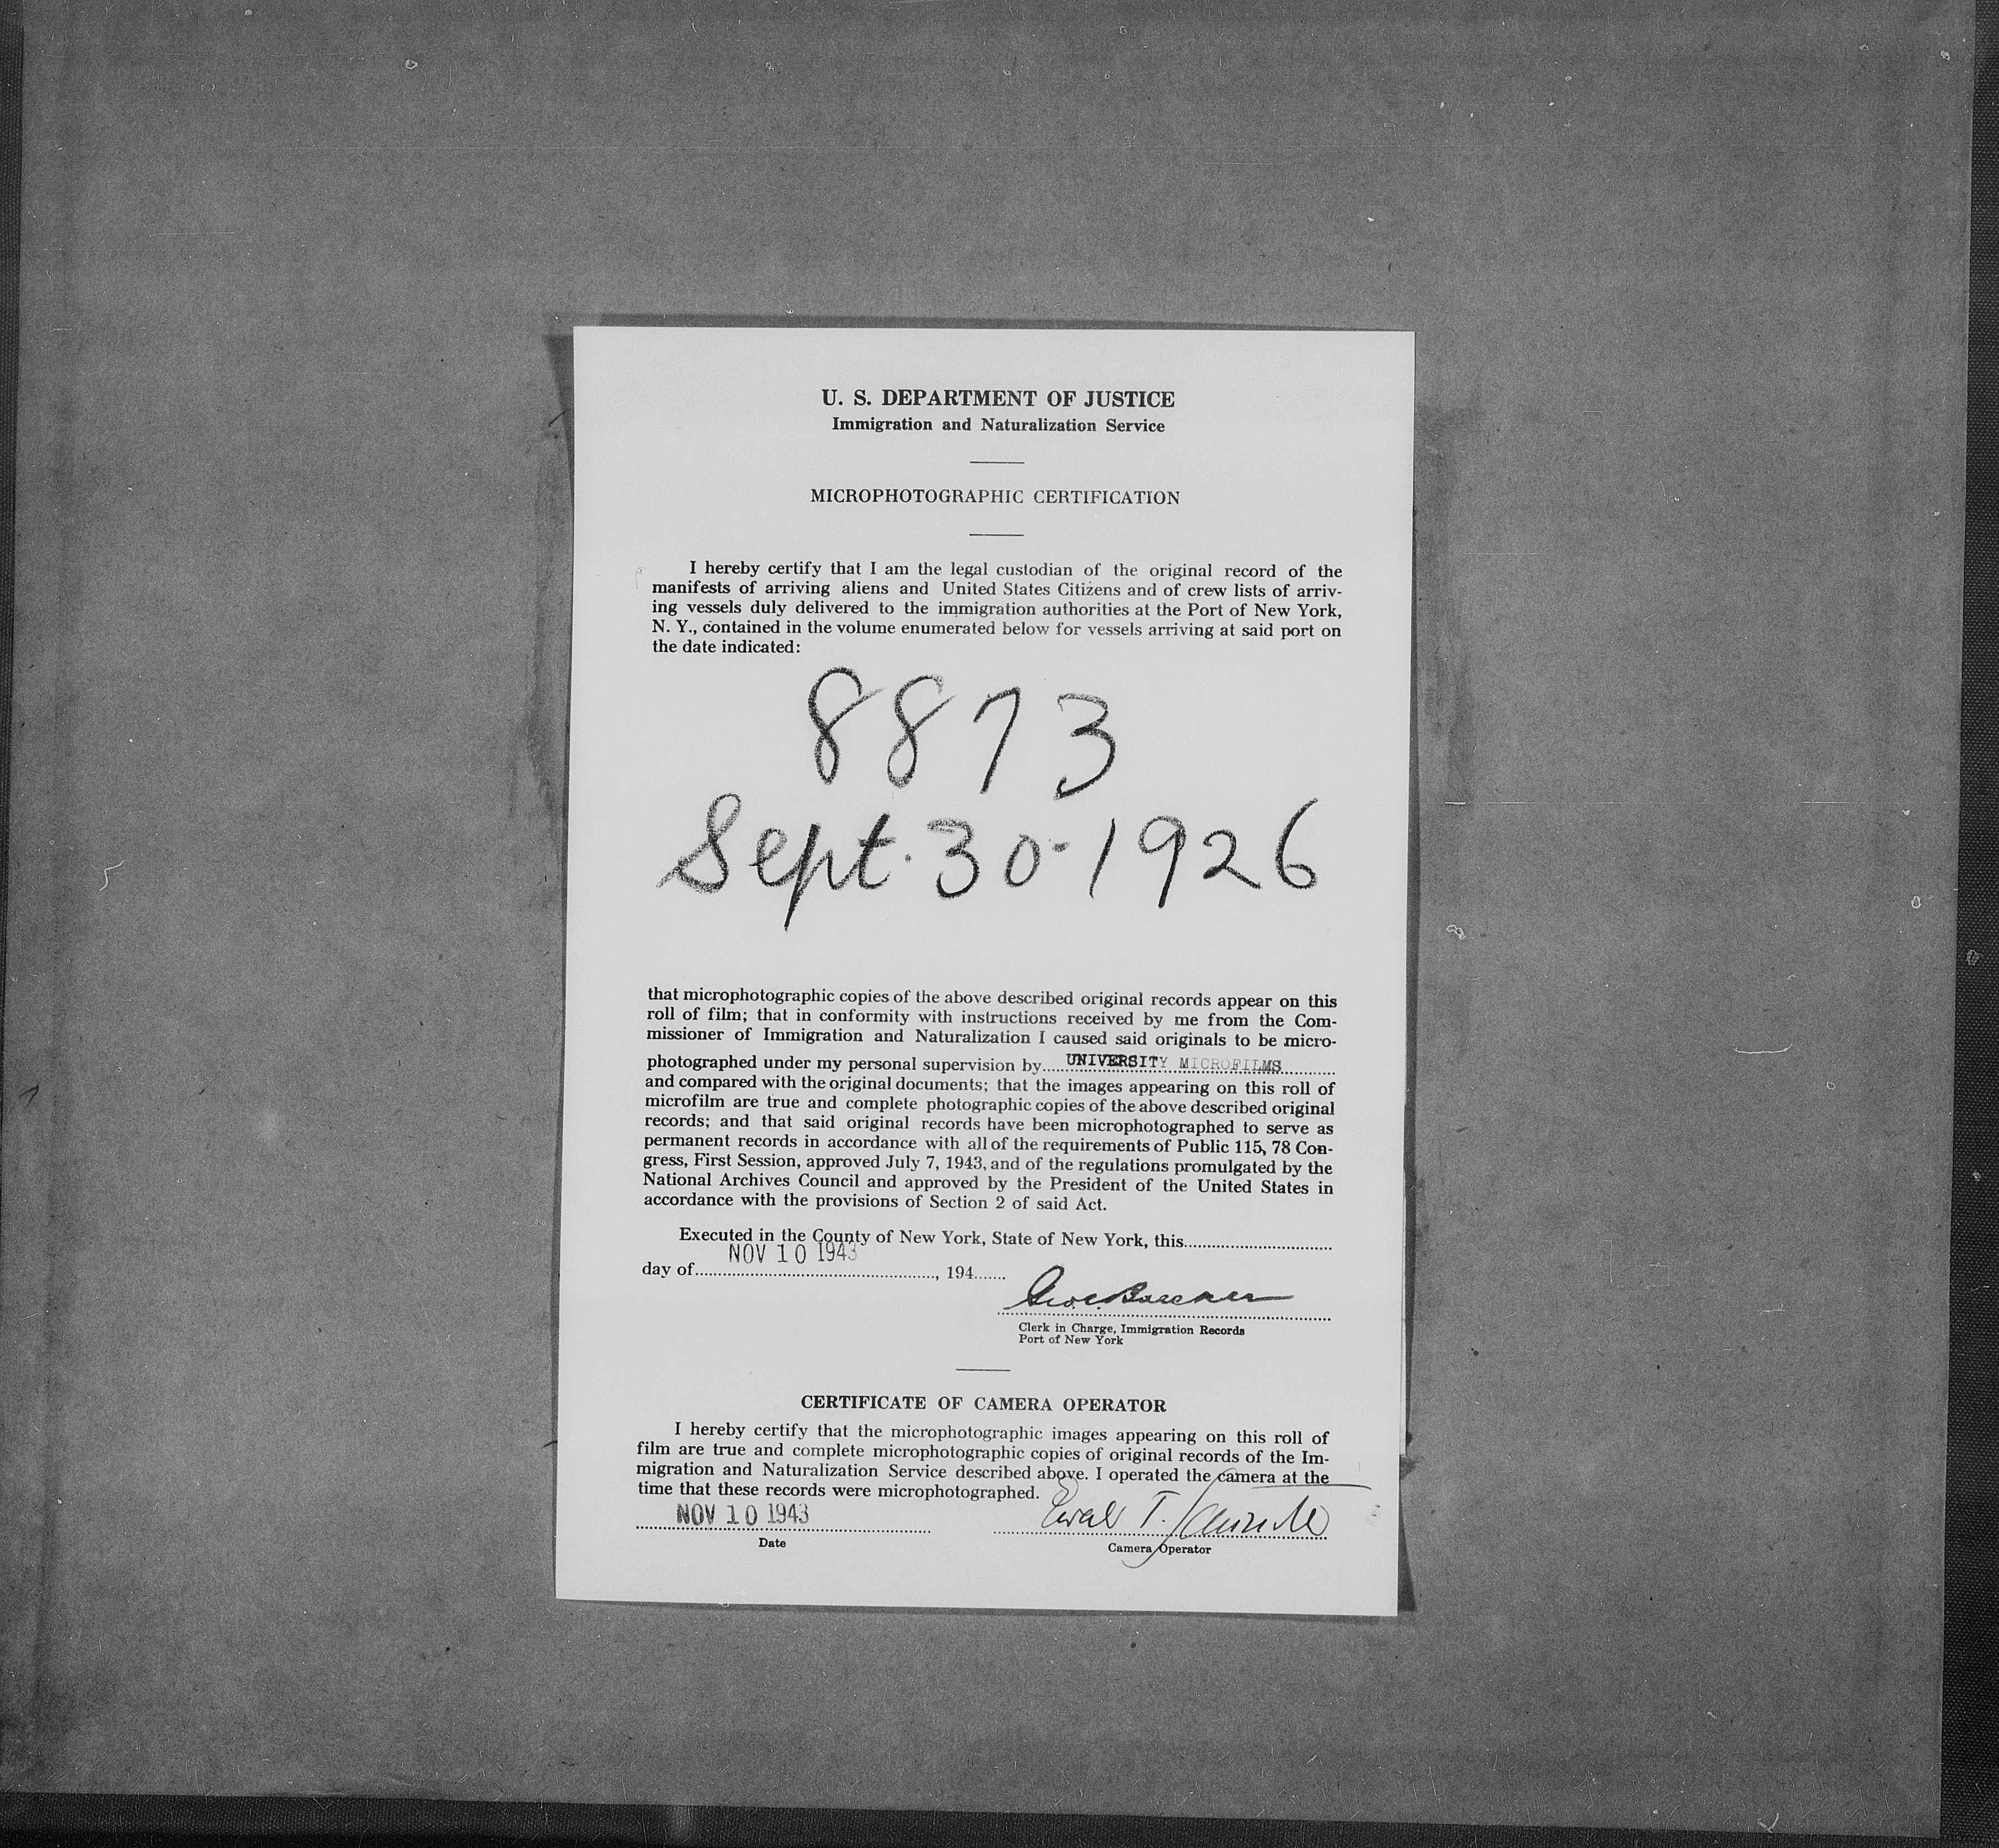 U. S. DEPARTMENT OF JUSTICE
Immigration and Naturalization Service
MICROPHOTOGRAPHIC CERTIFICATION
I hereby certify that I am the legal custodian of the original record of the
manifests of arriving aliens and United States Citizens and of crew lists of arriv-
ing vessels duly delivered to the immigration authorities at the Port of New York,
N. Y., contained in the volume enumerated below for vessels arriving at said port on
the date indicated:
8873
Sept. 30-1926
that microphotographic copies of the above described original records appear on this
roll of film; that in conformity with instructions received by me from the Com-
missioner of Immigration and Naturalization I caused said originals to be micro-
photographed under my personal supervision by UNIVERSITY MICROFILMS
and compared with the original documents; that the images appearing on this roll of
microfilm are true and complete photographic copies of the above described original
records; and that said original records have been microphotographed to serve as
permanent records in accordance with all of the requirements of Public 115, 78 Con-
gress, First Session, approved July 7, 1943, and of the regulations promulgated by the
National Archives Council and approved by the President of the United States in
accordance with the provisions of Section 2 of said Act.
Executed in the County of New York, State of New York, this
NOV 10 1943
day of , 194
Clerk in Charge, Immigration Records
Port of New York
CERTIFICATE OF CAMERA OPERATOR
I hereby certify that the microphotographic images appearing on this roll of
film are true and complete microphotographic copies of original records of the Im-
migration and Naturalization Service described above. I operated the camera at the
time that these records were microphotographed.
NOV 10 1943
Date
Camera Operator